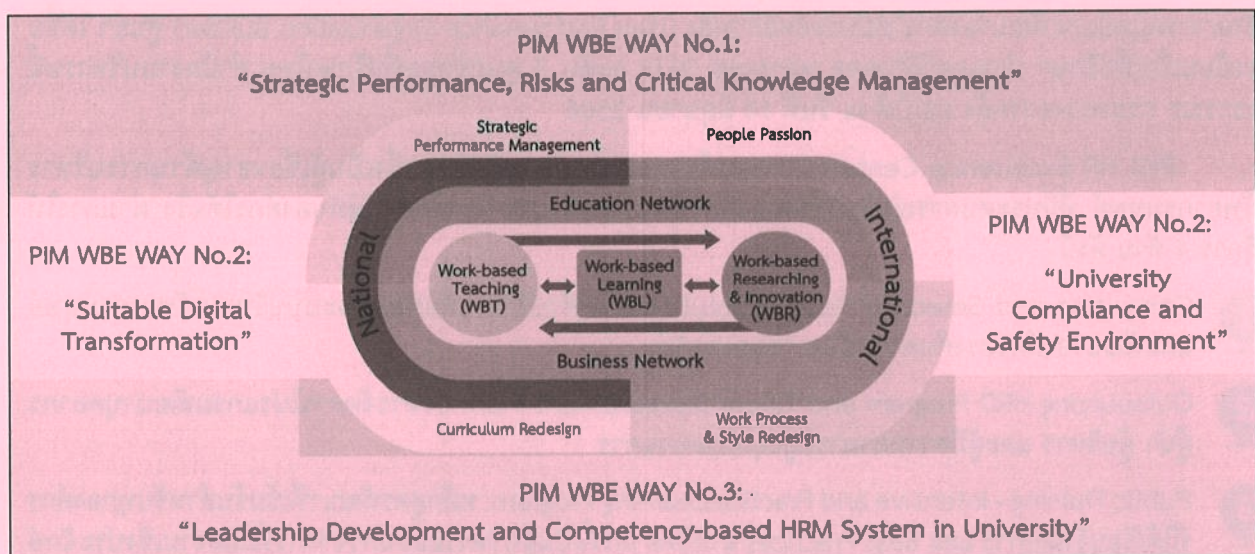 PIM WBE WAY No.1:
“Strategic Performance, Risks and Critical Knowledge Management”
Strategic
Performance Management
People Passion
Education Network
National
International
PIM WBE WAY No.2:
“Suitable Digital
Transformation”
Work-based
Teaching
(WBT)
Work-based
Learning
(WBL)
Work-based
Researching
& Innovation
(WBR)
PIM WBE WAY No.2:
“University
Compliance and
Safety Environment”
Business Network
Curriculum Redesign
Work Process
& Style Redesign
PIM WBE WAY No.3:
“Leadership Development and Competency-based HRM System in University”